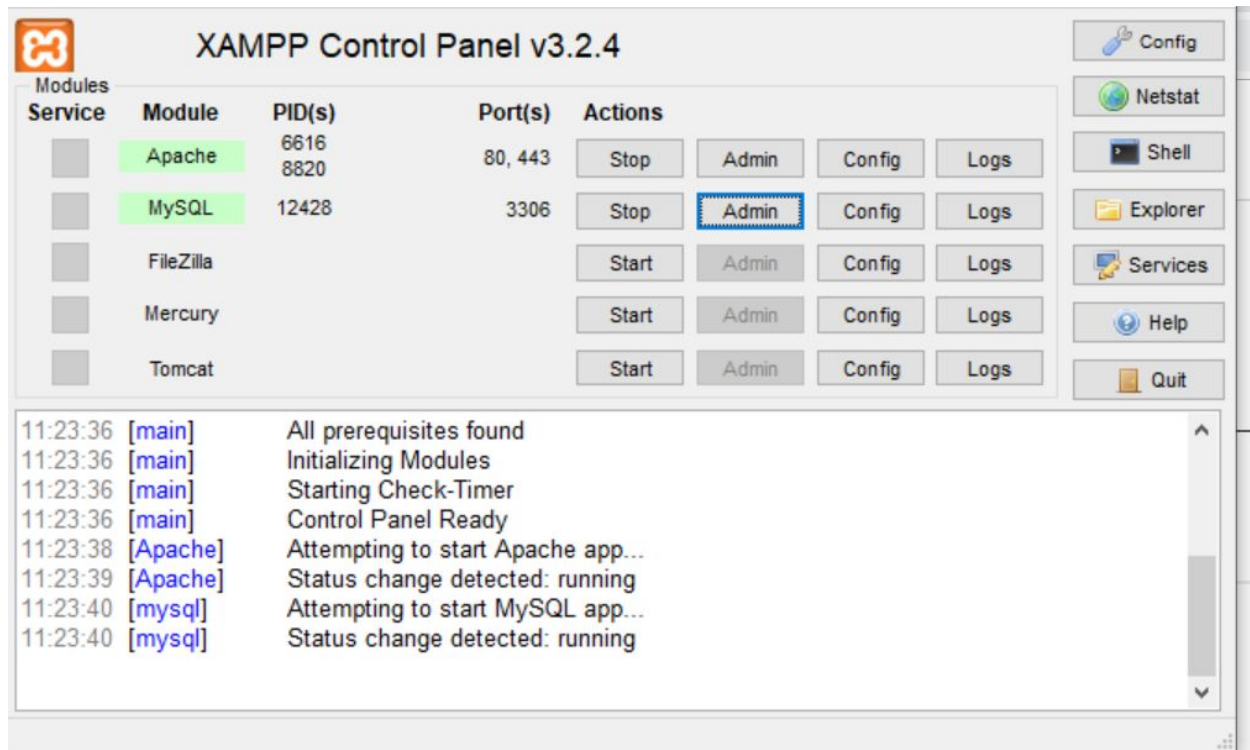 XAMPP Control Panel v3.2.4
Modules
Service Module PID(s) Port(s) Actions
Apache 6616 8820 80, 443 Stop Admin Config Logs
MySQL 12428 3306 Stop Admin Config Logs
FileZilla Start Admin Config Logs
Mercury Start Admin Config Logs
Tomcat Start Admin Config Logs
Config
Netstat
Shell
Explorer
Services
Help
Quit
11:23:36 [main] All prerequisites found
11:23:36 [main] Initializing Modules
11:23:36 [main] Starting Check-Timer
11:23:36 [main] Control Panel Ready
11:23:38 [Apache] Attempting to start Apache app...
11:23:39 [Apache] Status change detected: running
11:23:40 [mysql] Attempting to start MySQL app...
11:23:40 [mysql] Status change detected: running